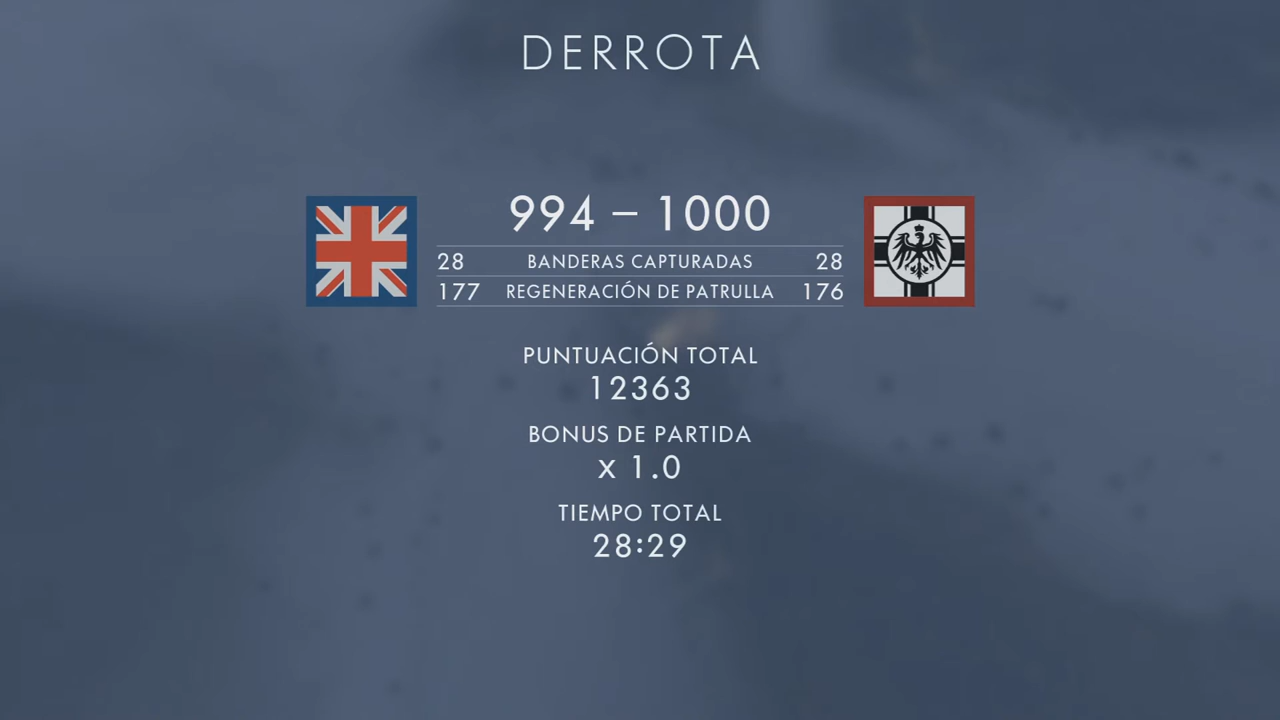 DERROTA
994 – 1000
28 BANDERAS CAPTURADAS 28
177 REGENERACIÓN DE PATRULLA 176
PUNTUACIÓN TOTAL
12363
BONUS DE PARTIDA
x 1.0
TIEMPO TOTAL
28:29